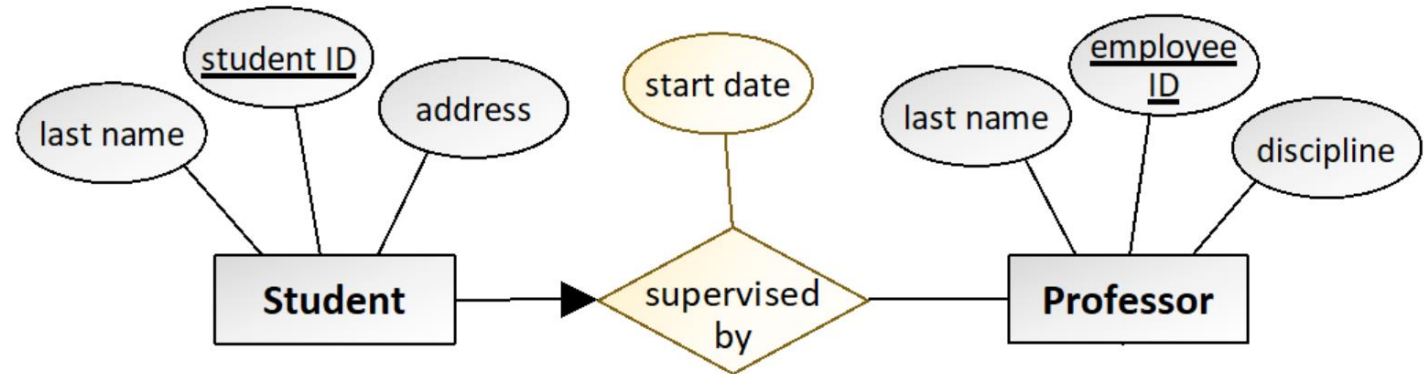 last name
student ID
address
start date
last name
employee
ID
discipline
Student
supervised
by
Professor